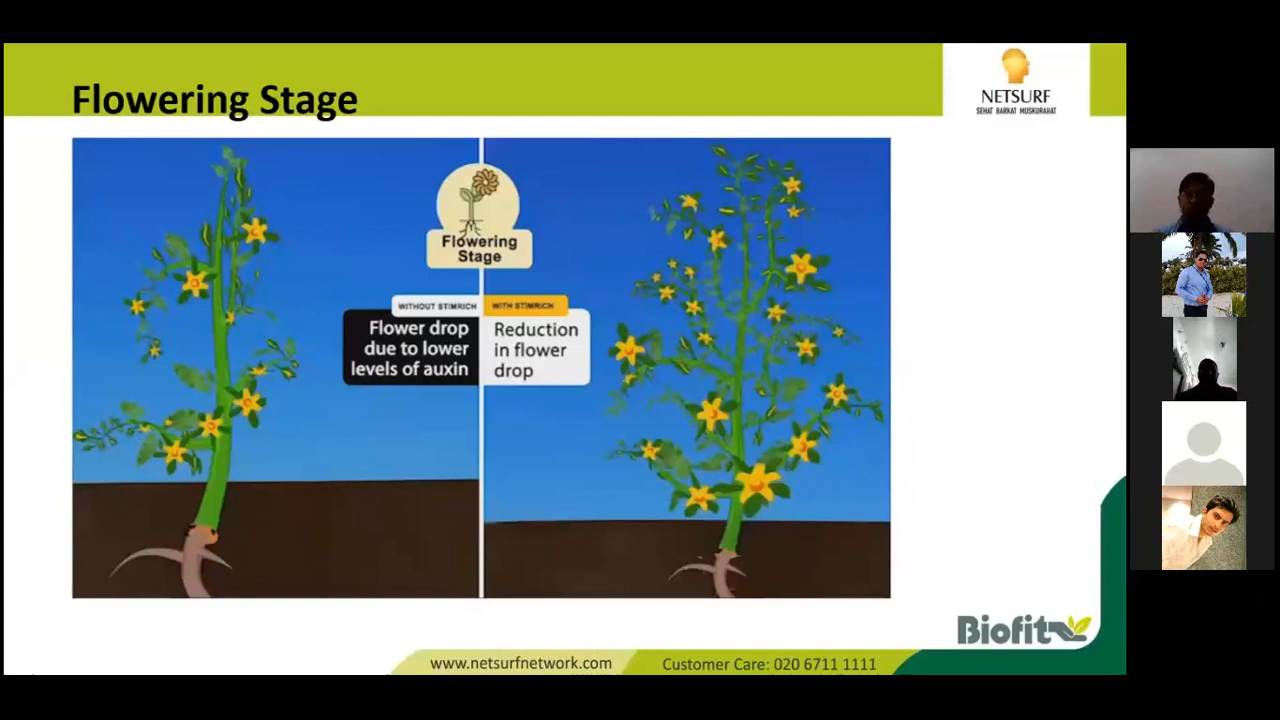 Flowering Stage
NETSURF
SEHAT BARKAT MUSKURAHAT
Flowering
Stage
WITHOUT STIMRICH
WITH STIMRICH
Flower drop
due to lower
levels of auxin
Reduction
in flower
drop
Biofit
www.netsurfnetwork.com
Customer Care: 020 6711 1111